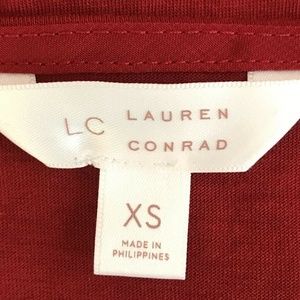 LC LAUREN
CONRAD
XS
MADE IN
PHILIPPINES